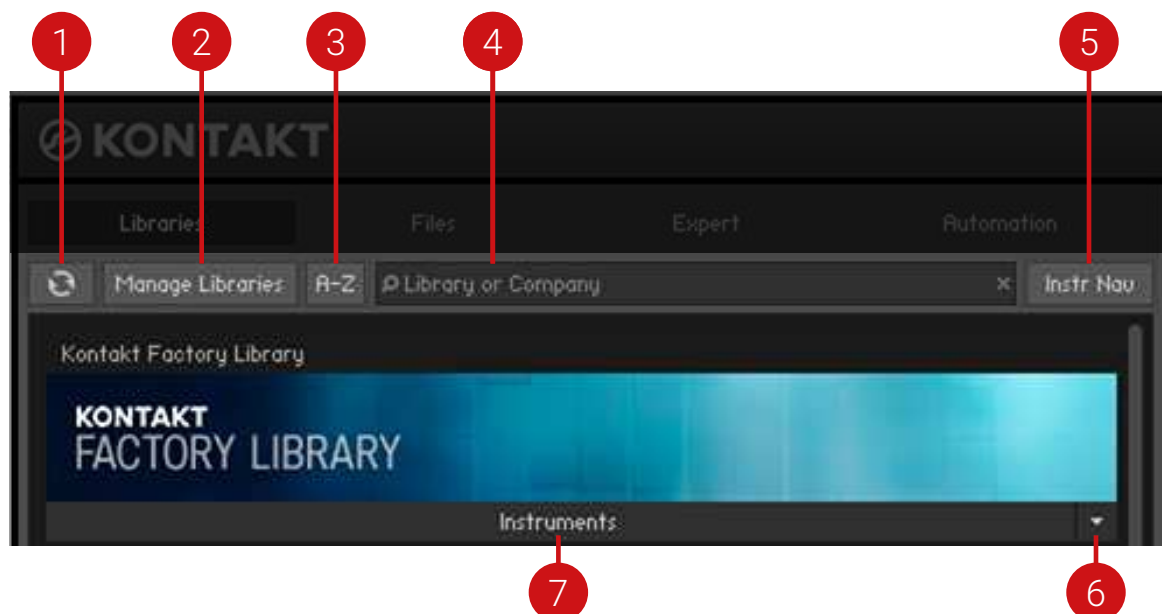 1 2 3 4 5
KONTAKT
Libraries Files Expert Automation
Manage Libraries A-Z Library or Company × Instr Nav
Kontakt Factory Library
KONTAKT
FACTORY LIBRARY
Instruments
7 6